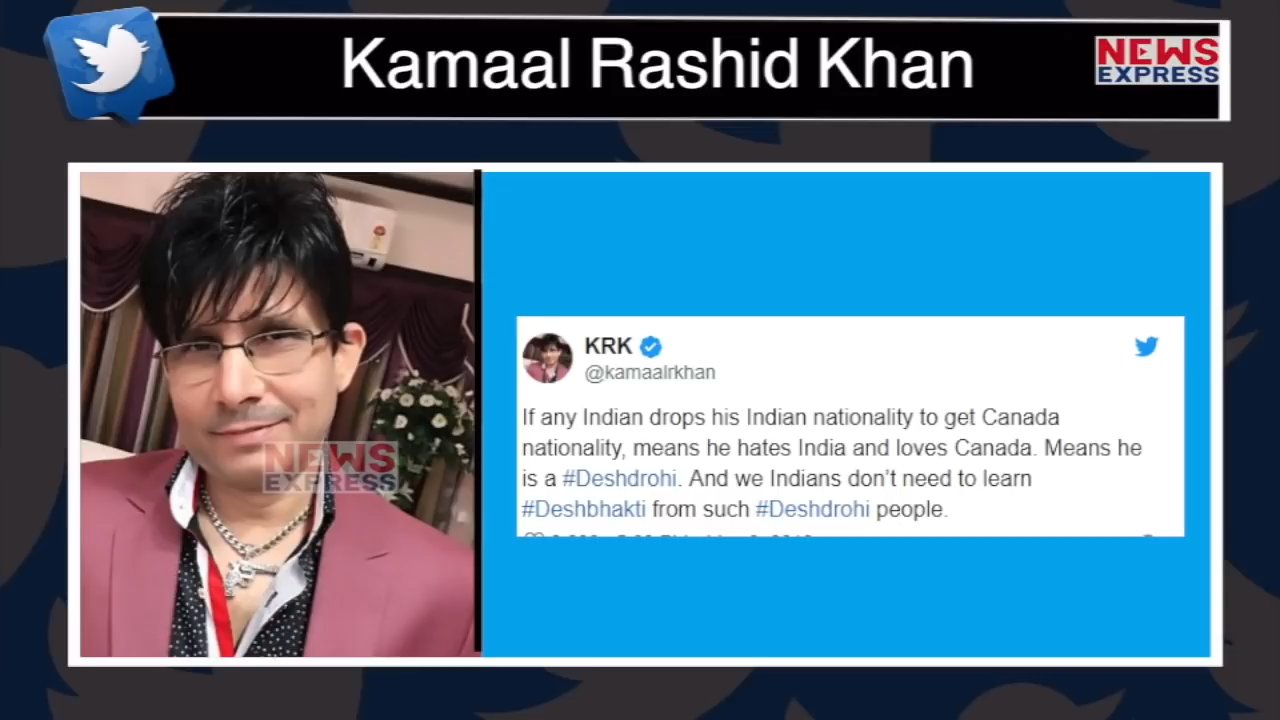 Kamaal Rashid Khan
NEWS
EXPRESS
NEWS
EXPRESS
KRK
@kamaalrkhan
If any Indian drops his Indian nationality to get Canada
nationality, means he hates India and loves Canada. Means he
is a #Deshdrohi. And we Indians don’t need to learn
#Deshbhakti from such #Deshdrohi people.